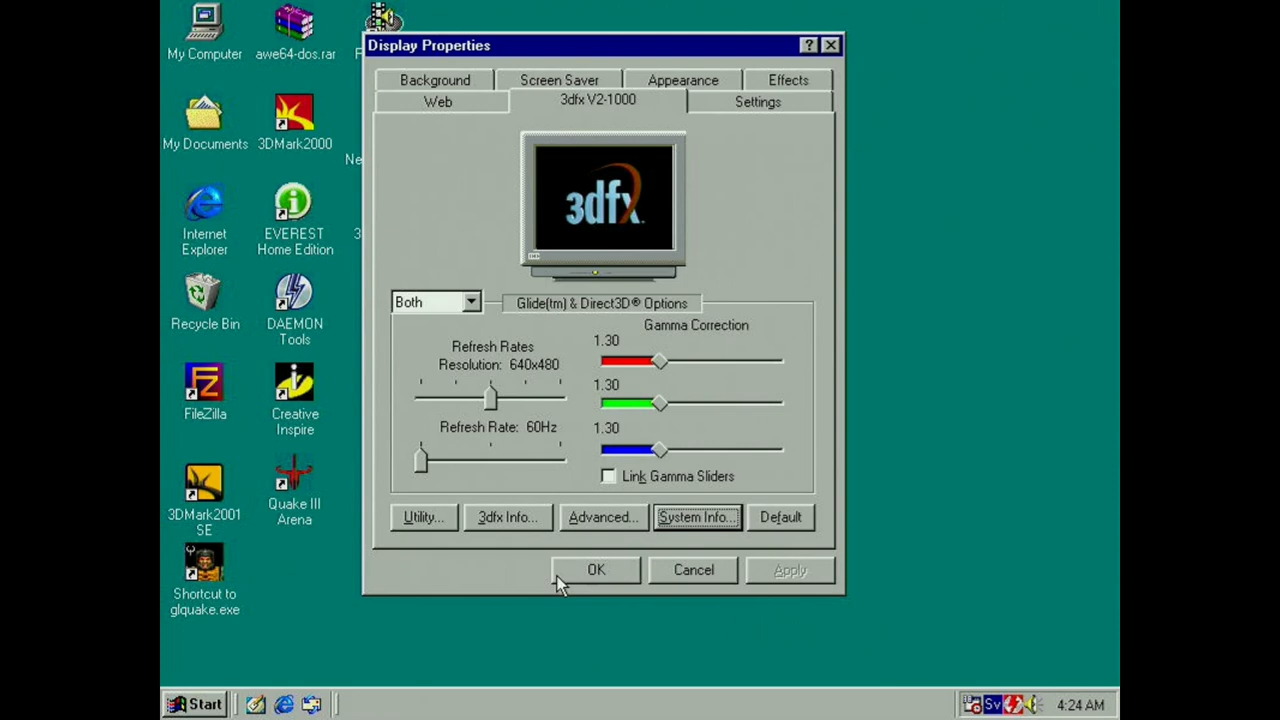 My Computer
awe64-dos.rar
My Documents
3DMark2000
Ne
Internet
Explorer
EVEREST
Home Edition
3
Recycle Bin
DAEMON
Tools
FileZilla
Creative
Inspire
3DMark2001
SE
Quake III
Arena
Shortcut to
glquake.exe
Display Properties
Background
Screen Saver
Appearance
Effects
Web
3dfx V2-1000
Settings
3dfx
Both
Glide(tm) & Direct3D® Options
Refresh Rates
Resolution: 640x480
Refresh Rate: 60Hz
Gamma Correction
1.30
1.30
1.30
Link Gamma Sliders
Utility...
3dfx Info...
Advanced...
System Info...
Default
OK
Cancel
Apply
Start
Sv
4:24 AM